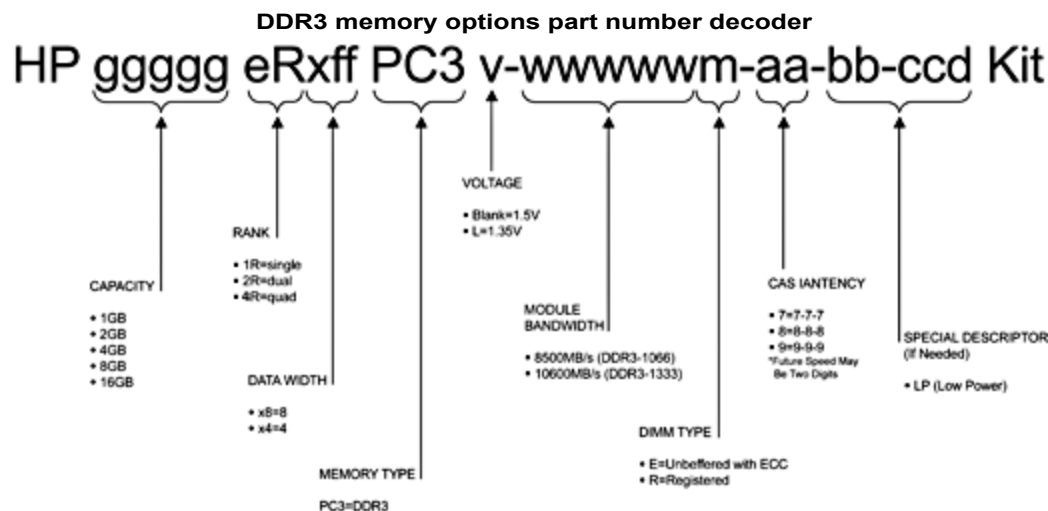 DDR3 memory options part number decoder
HP ggggg eRxff PC3 v-wwwwwm-aa-bb-ccd Kit
VOLTAGE
▪ Blank=1.5V
▪ L=1.35V
RANK
• 1R=single
• 2R=dual
• 4R=quad
CAPACITY
• 1GB
• 2GB
• 4GB
• 8GB
• 16GB
CAS IANTENCY
▪ 7=7-7-7
▪ 8=8-8-8
▪ 9=9-9-9
*Future Speed May
Be Two Digits
MODULE
BANDWIDTH
• 8500MB/s (DDR3-1066)
• 10600MB/s (DDR3-1333)
SPECIAL DESCRIPTOR
(If Needed)
• LP (Low Power)
DATA WIDTH
• x8=8
• x4=4
DIMM TYPE
• E=Unbeffered with ECC
• R=Registered
MEMORY TYPE
PC3=DDR3